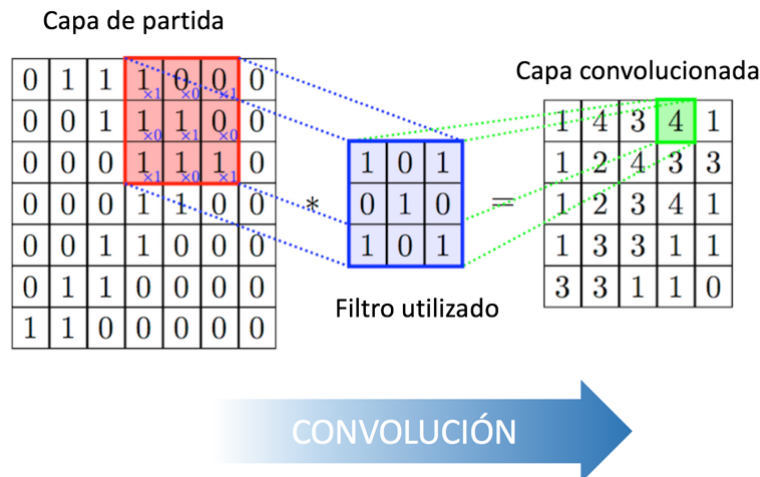 Capa de partida
Capa convolucionada
0 1 1 1 0 0 0
×1 ×0 ×1
0 0 1 1 1 0 0
×0 ×1 ×0
0 0 0 1 1 1 0
×1 ×0 ×1
0 0 0 1 1 0 0
0 0 1 1 0 0 0
0 1 1 0 0 0 0
1 1 0 0 0 0 0
*
1 0 1
0 1 0
1 0 1
Filtro utilizado
=
1 4 3 4 1
1 2 4 3 3
1 2 3 4 1
1 3 3 1 1
3 3 1 1 0
CONVOLUCIÓN